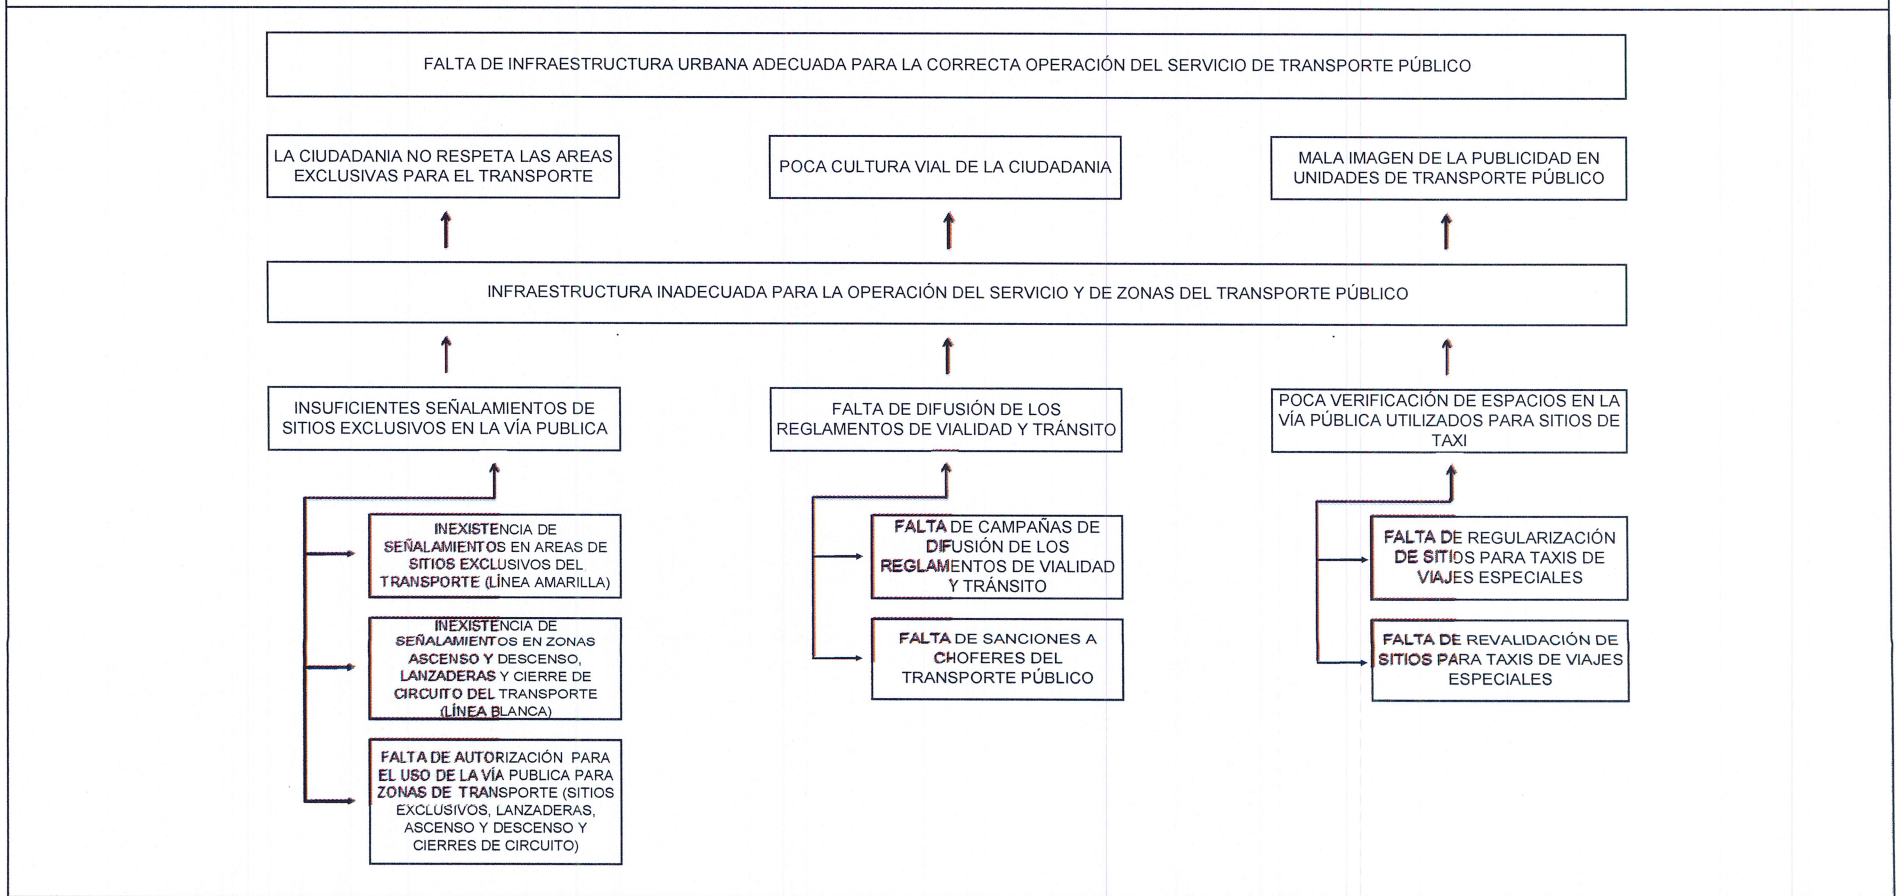 FALTA DE INFRAESTRUCTURA URBANA ADECUADA PARA LA CORRECTA OPERACIÓN DEL SERVICIO DE TRANSPORTE PÚBLICO
LA CIUDADANIA NO RESPETA LAS AREAS
EXCLUSIVAS PARA EL TRANSPORTE
POCA CULTURA VIAL DE LA CIUDADANIA
MALA IMAGEN DE LA PUBLICIDAD EN
UNIDADES DE TRANSPORTE PÚBLICO
INFRAESTRUCTURA INADECUADA PARA LA OPERACIÓN DEL SERVICIO Y DE ZONAS DEL TRANSPORTE PÚBLICO
INSUFICIENTES SEÑALAMIENTOS DE
SITIOS EXCLUSIVOS EN LA VÍA PUBLICA
FALTA DE DIFUSIÓN DE LOS
REGLAMENTOS DE VIALIDAD Y TRÁNSITO
POCA VERIFICACIÓN DE ESPACIOS EN LA
VÍA PÚBLICA UTILIZADOS PARA SITIOS DE
TAXI
INEXISTENCIA DE
SEÑALAMIENTOS EN AREAS DE
SITIOS EXCLUSIVOS DEL
TRANSPORTE (LÍNEA AMARILLA)
INEXISTENCIA DE
SEÑALAMIENTOS EN ZONAS
ASCENSO Y DESCENSO,
LANZADERAS Y CIERRE DE
CIRCUITO DEL TRANSPORTE
(LÍNEA BLANCA)
FALTA DE AUTORIZACIÓN PARA
EL USO DE LA VÍA PUBLICA PARA
ZONAS DE TRANSPORTE (SITIOS
EXCLUSIVOS, LANZADERAS,
ASCENSO Y DESCENSO Y
CIERRES DE CIRCUITO)
FALTA DE CAMPAÑAS DE
DIFUSIÓN DE LOS
REGLAMENTOS DE VIALIDAD
Y TRÁNSITO
FALTA DE SANCIONES A
CHOFERES DEL
TRANSPORTE PÚBLICO
FALTA DE REGULARIZACIÓN
DE SITIOS PARA TAXIS DE
VIAJES ESPECIALES
FALTA DE REVALIDACIÓN DE
SITIOS PARA TAXIS DE VIAJES
ESPECIALES